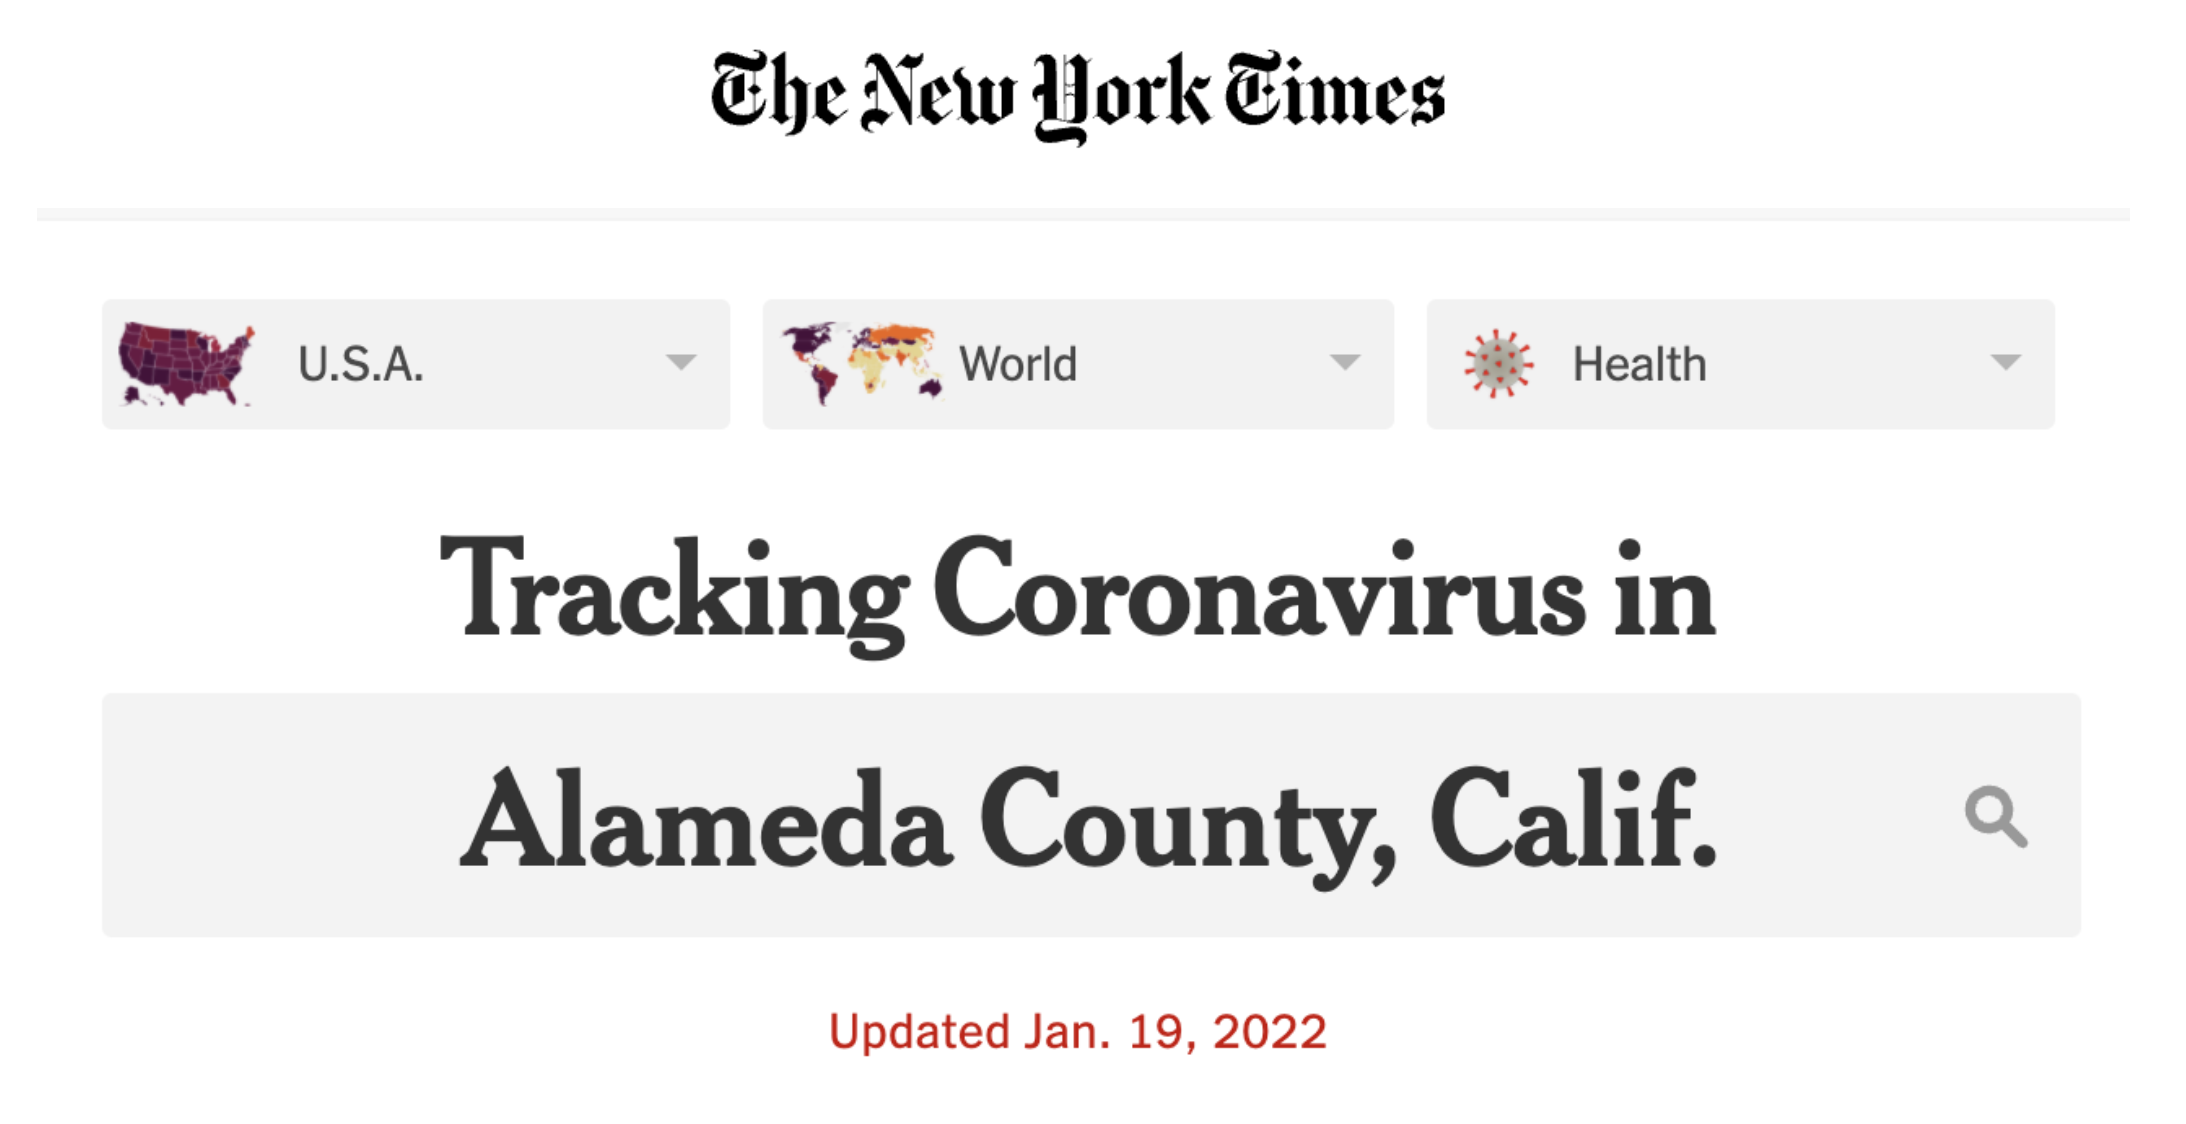 The New York Times
U.S.A.
World
Health
Tracking Coronavirus in
Alameda County, Calif.
Updated Jan. 19, 2022